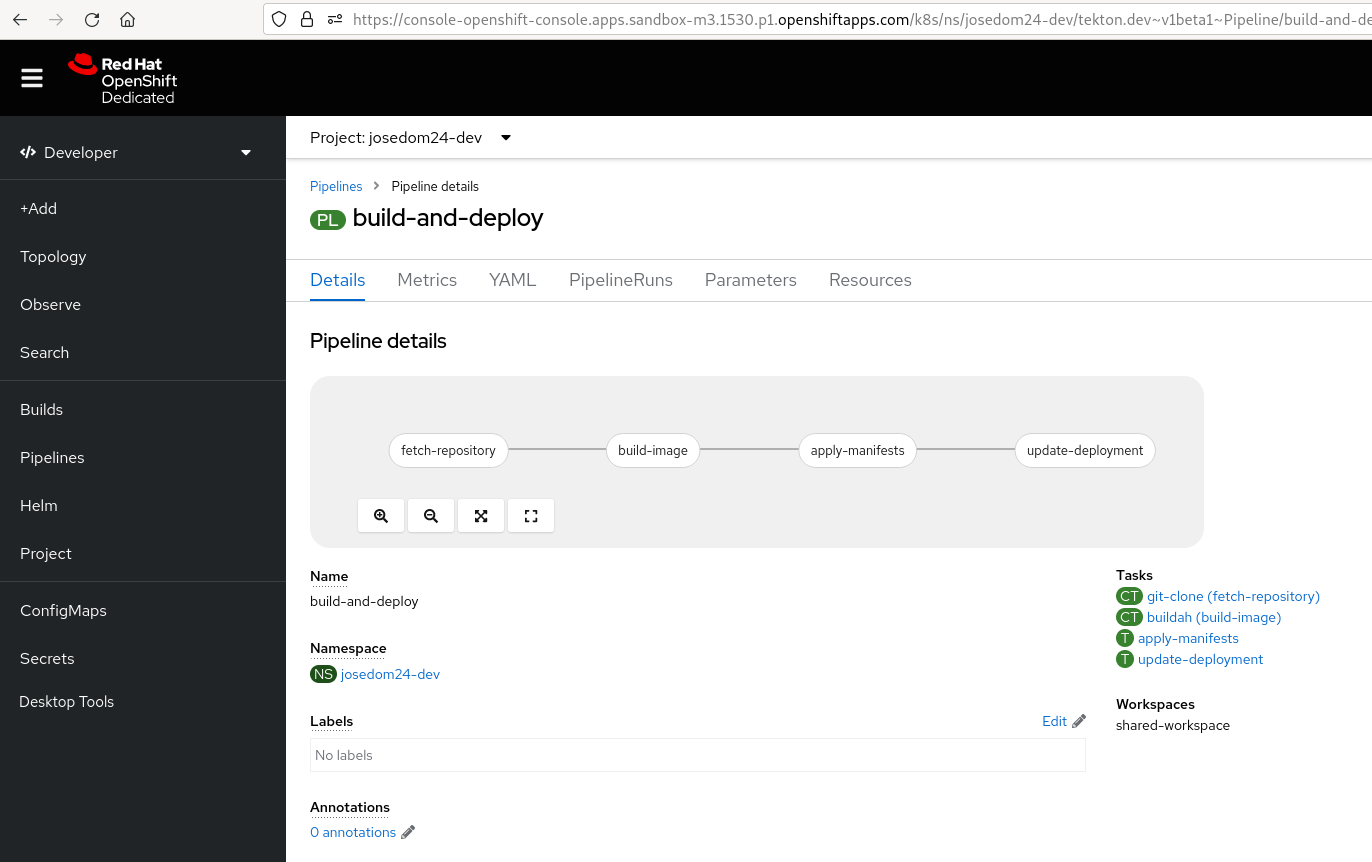 https://console-openshift-console.apps.sandbox-m3.1530.p1.openshiftapps.com/k8s/ns/josedom24-dev/tekton.dev~v1beta1~Pipeline/build-and-de
Red Hat
OpenShift
Dedicated
Developer
+Add
Topology
Observe
Search
Builds
Pipelines
Helm
Project
ConfigMaps
Secrets
Desktop Tools
Project: josedom24-dev
Pipelines > Pipeline details
PL build-and-deploy
Details Metrics YAML PipelineRuns Parameters Resources
Pipeline details
fetch-repository build-image apply-manifests update-deployment
Name
build-and-deploy
Namespace
NS josedom24-dev
Labels Edit
No labels
Annotations
0 annotations
Tasks
CT git-clone (fetch-repository)
CT buildah (build-image)
T apply-manifests
T update-deployment
Workspaces
shared-workspace